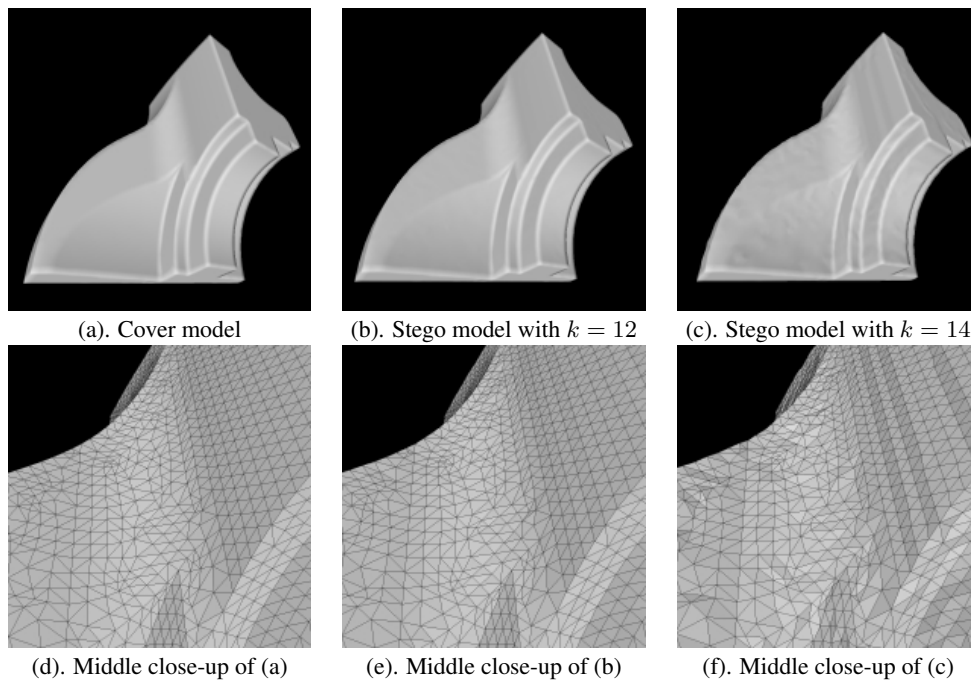 (a). Cover model
(b). Stego model with k = 12
(c). Stego model with k = 14
(d). Middle close-up of (a)
(e). Middle close-up of (b)
(f). Middle close-up of (c)